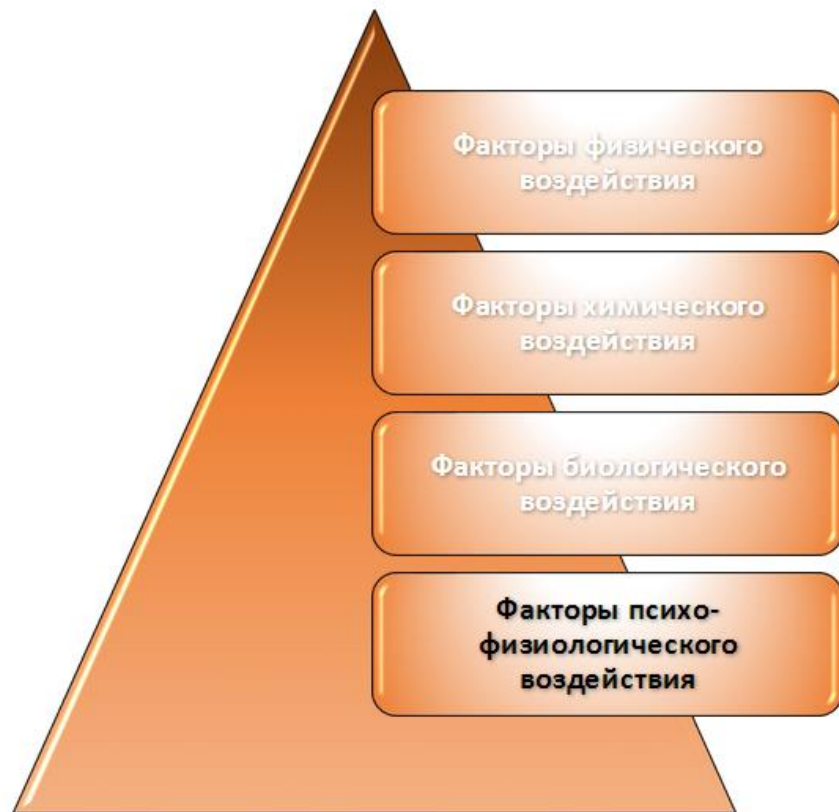 Факторы физического
воздействия
Факторы химического
воздействия
Факторы биологического
воздействия
Факторы психо-
физиологического
воздействия